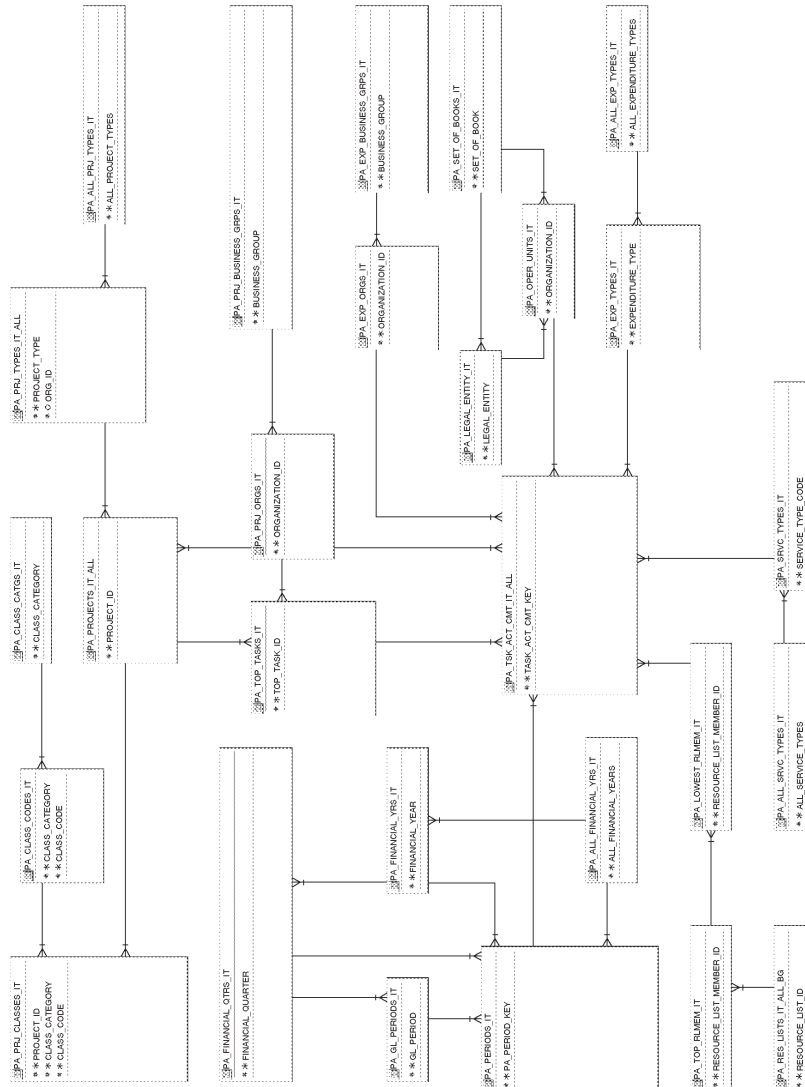 PA_PRJ_CLASSES_IT
* * PROJECT_ID
* * CLASS_CATEGORY
* * CLASS_CODE
PA_CLASS_CODES_IT
* * CLASS_CATEGORY
* * CLASS_CODE
PA_CLASS_CATGS_IT
* * CLASS_CATEGORY
PA_PROJECTS_IT_ALL
* * PROJECT_ID
PA_PRJ_TYPES_IT_ALL
* * PROJECT_TYPE
* O ORG_ID
PA_ALL_PRJ_TYPES_IT
* * ALL_PROJECT_TYPES
PA_FINANCIAL_QTRS_IT
* * FINANCIAL_QUARTER
PA_TOP_TASKS_IT
* * TOP_TASK_ID
PA_PRJ_ORGS_IT
* * ORGANIZATION_ID
PA_PRJ_BUSINESS_GRPS_IT
* * BUSINESS_GROUP
PA_GL_PERIODS_IT
* * GL_PERIOD
PA_FINANCIAL_YRS_IT
* * FINANCIAL_YEAR
PA_EXP_ORGS_IT
* * ORGANIZATION_ID
PA_EXP_BUSINESS_GRPS_IT
* * BUSINESS_GROUP
PA_LEGAL_ENTITY_IT
* * LEGAL_ENTITY
PA_SET_OF_BOOKS_IT
* * SET_OF_BOOK
PA_PERIODS_IT
* * PA_PERIOD_KEY
PA_TSK_ACT_CMT_IT_ALL
* * TASK_ACT_CMT_KEY
PA_OPER_UNITS_IT
* * ORGANIZATION_ID
PA_ALL_FINANCIAL_YRS_IT
* * ALL_FINANCIAL_YEARS
PA_EXP_TYPES_IT
* * EXPENDITURE_TYPE
PA_ALL_EXP_TYPES_IT
* * ALL_EXPENDITURE_TYPES
PA_TOP_RLMEM_IT
* * RESOURCE_LIST_MEMBER_ID
PA_LOWEST_RLMEM_IT
* * RESOURCE_LIST_MEMBER_ID
PA_RES_LISTS_IT_ALL_BG
* * RESOURCE_LIST_ID
PA_ALL_SRVC_TYPES_IT
* * ALL_SERVICE_TYPES
PA_SRVC_TYPES_IT
* * SERVICE_TYPE_CODE